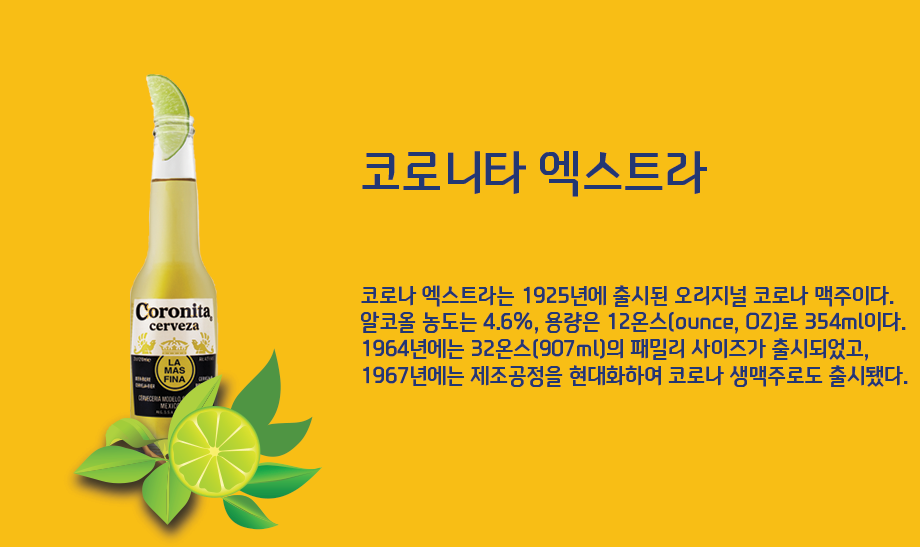 코로니타 엑스트라
코로나 엑스트라는 1925년에 출시된 오리지널 코로나 맥주이다.
알코올 농도는 4.6%, 용량은 12온스(ounce, OZ)로 354ml이다.
1964년에는 32온스(907ml)의 패밀리 사이즈가 출시되었고,
1967년에는 제조공정을 현대화하여 코로나 생맥주로도 출시됐다.
Coronita
cerveza
LA
MAS
FINA
CERVECERIA MODELO
MEXICO